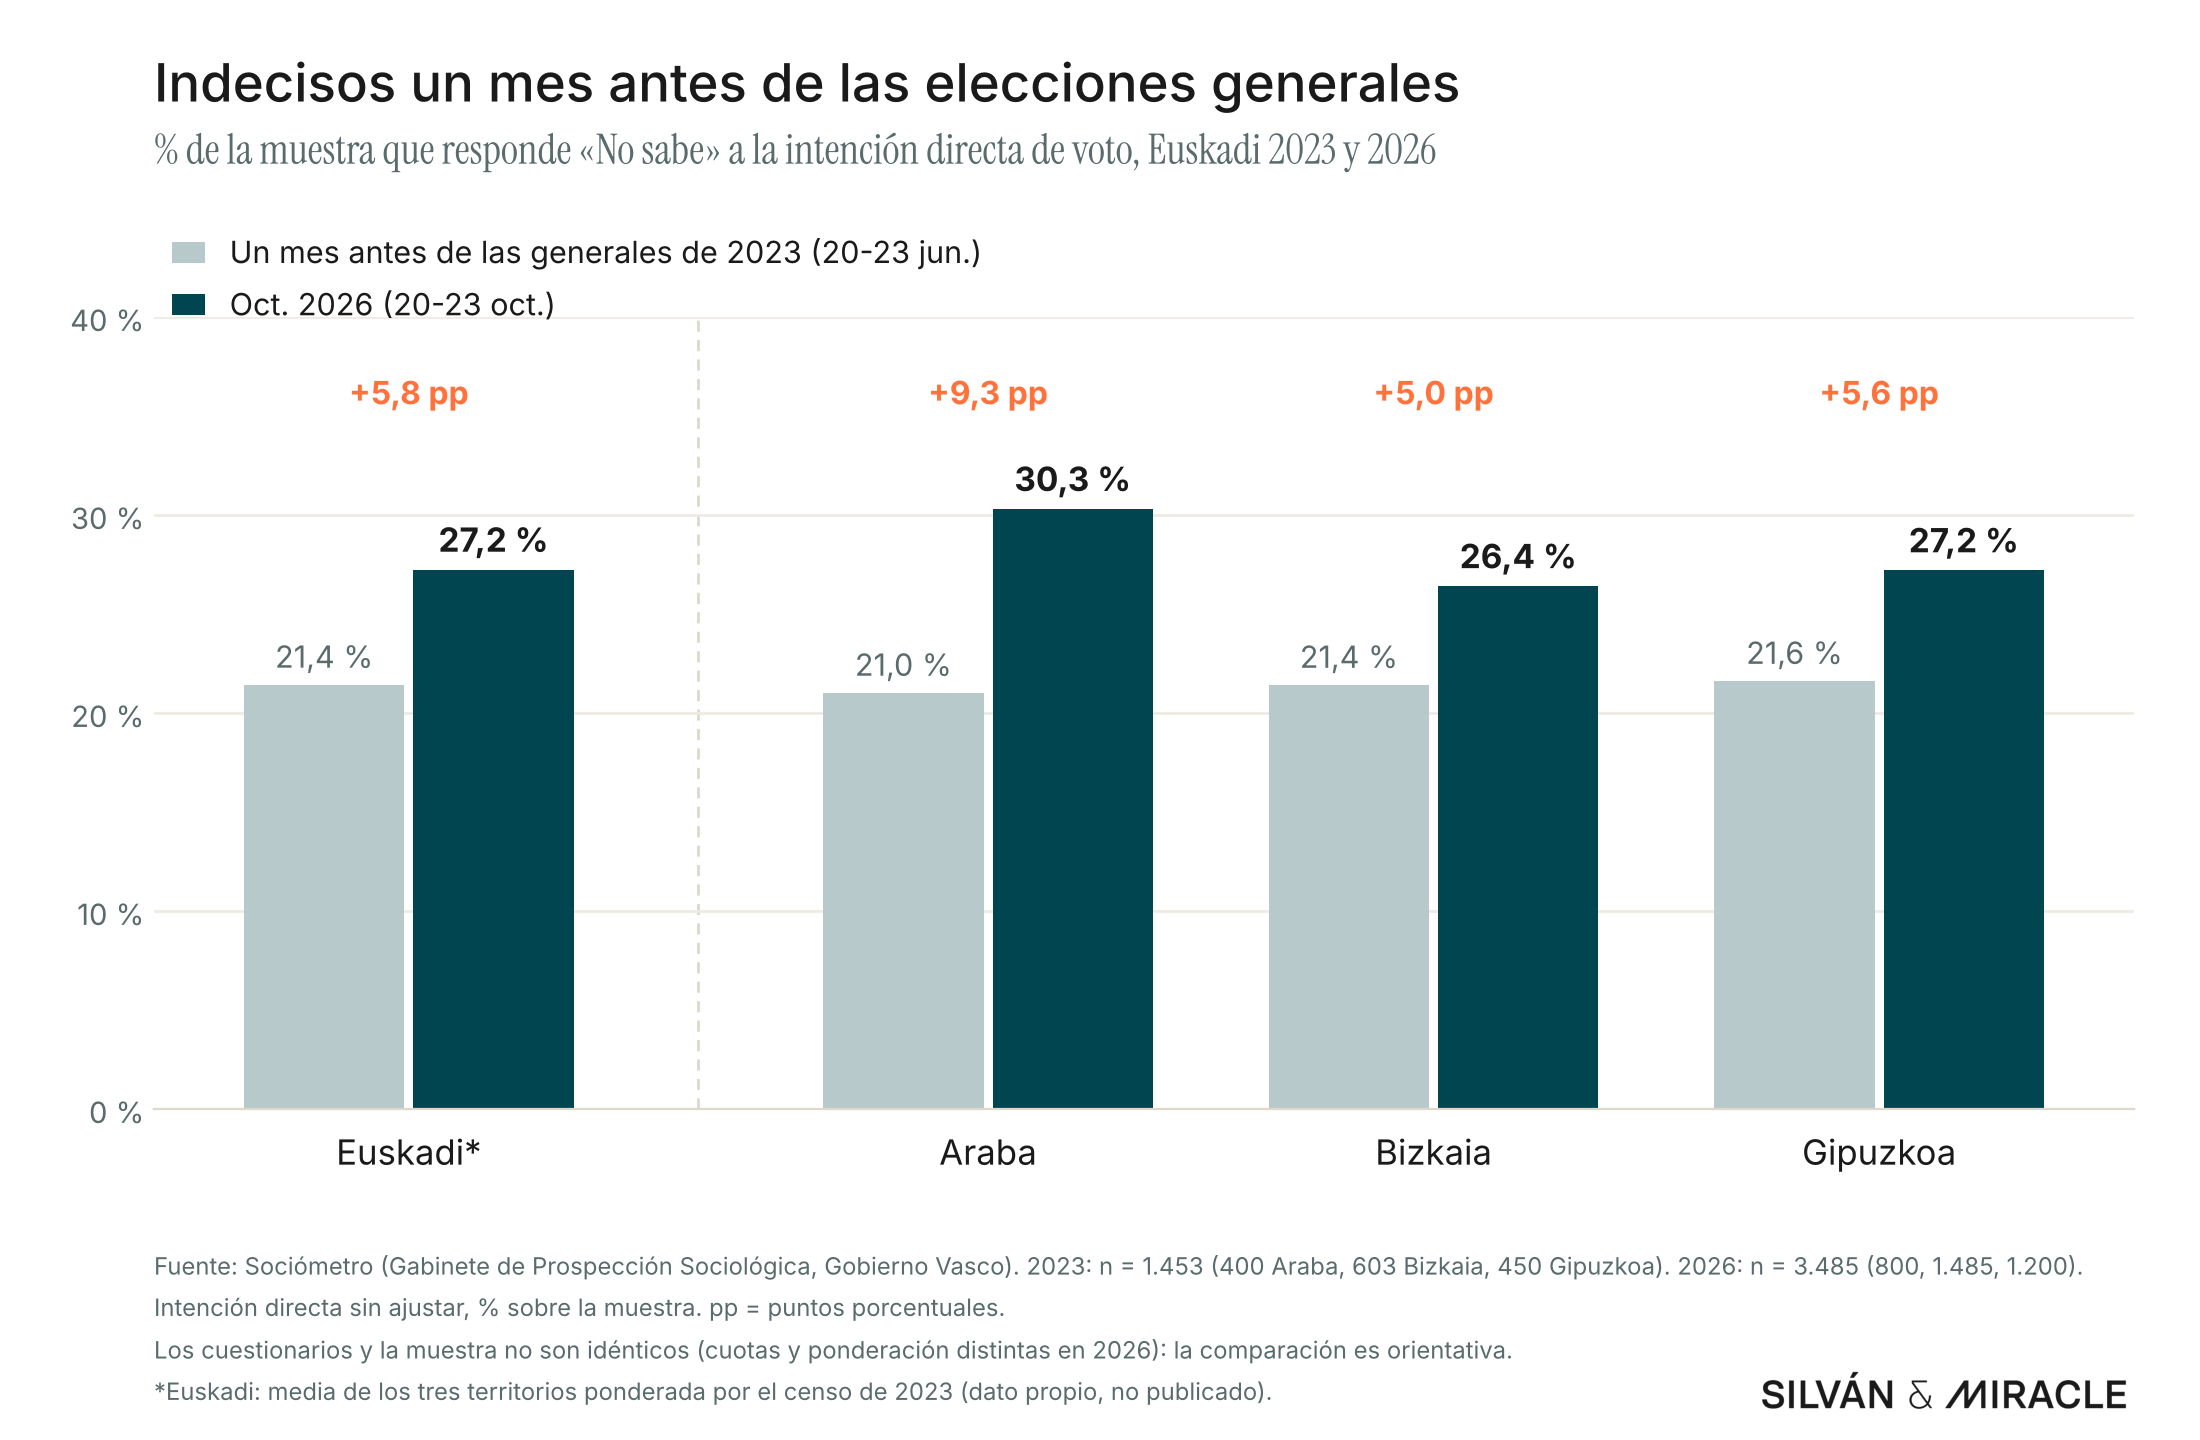 Indecisos un mes antes de las elecciones generales
% de la muestra que responde «No sabe» a la intención directa de voto, Euskadi 2023 y 2026
Un mes antes de las generales de 2023 (20-23 jun.)
Oct. 2026 (20-23 oct.)
40 %
+5,8 pp
+9,3 pp
+5,0 pp
+5,6 pp
30,3 %
30 %
27,2 %
26,4 %
27,2 %
21,4 %
21,0 %
21,4 %
21,6 %
20 %
10 %
0 %
Euskadi*
Araba
Bizkaia
Gipuzkoa
Fuente: Sociómetro (Gabinete de Prospección Sociológica, Gobierno Vasco). 2023: n = 1.453 (400 Araba, 603 Bizkaia, 450 Gipuzkoa). 2026: n = 3.485 (800, 1.485, 1.200).
Intención directa sin ajustar, % sobre la muestra. pp = puntos porcentuales.
Los cuestionarios y la muestra no son idénticos (cuotas y ponderación distintas en 2026): la comparación es orientativa.
*Euskadi: media de los tres territorios ponderada por el censo de 2023 (dato propio, no publicado).
SILVÁN & MIRACLE